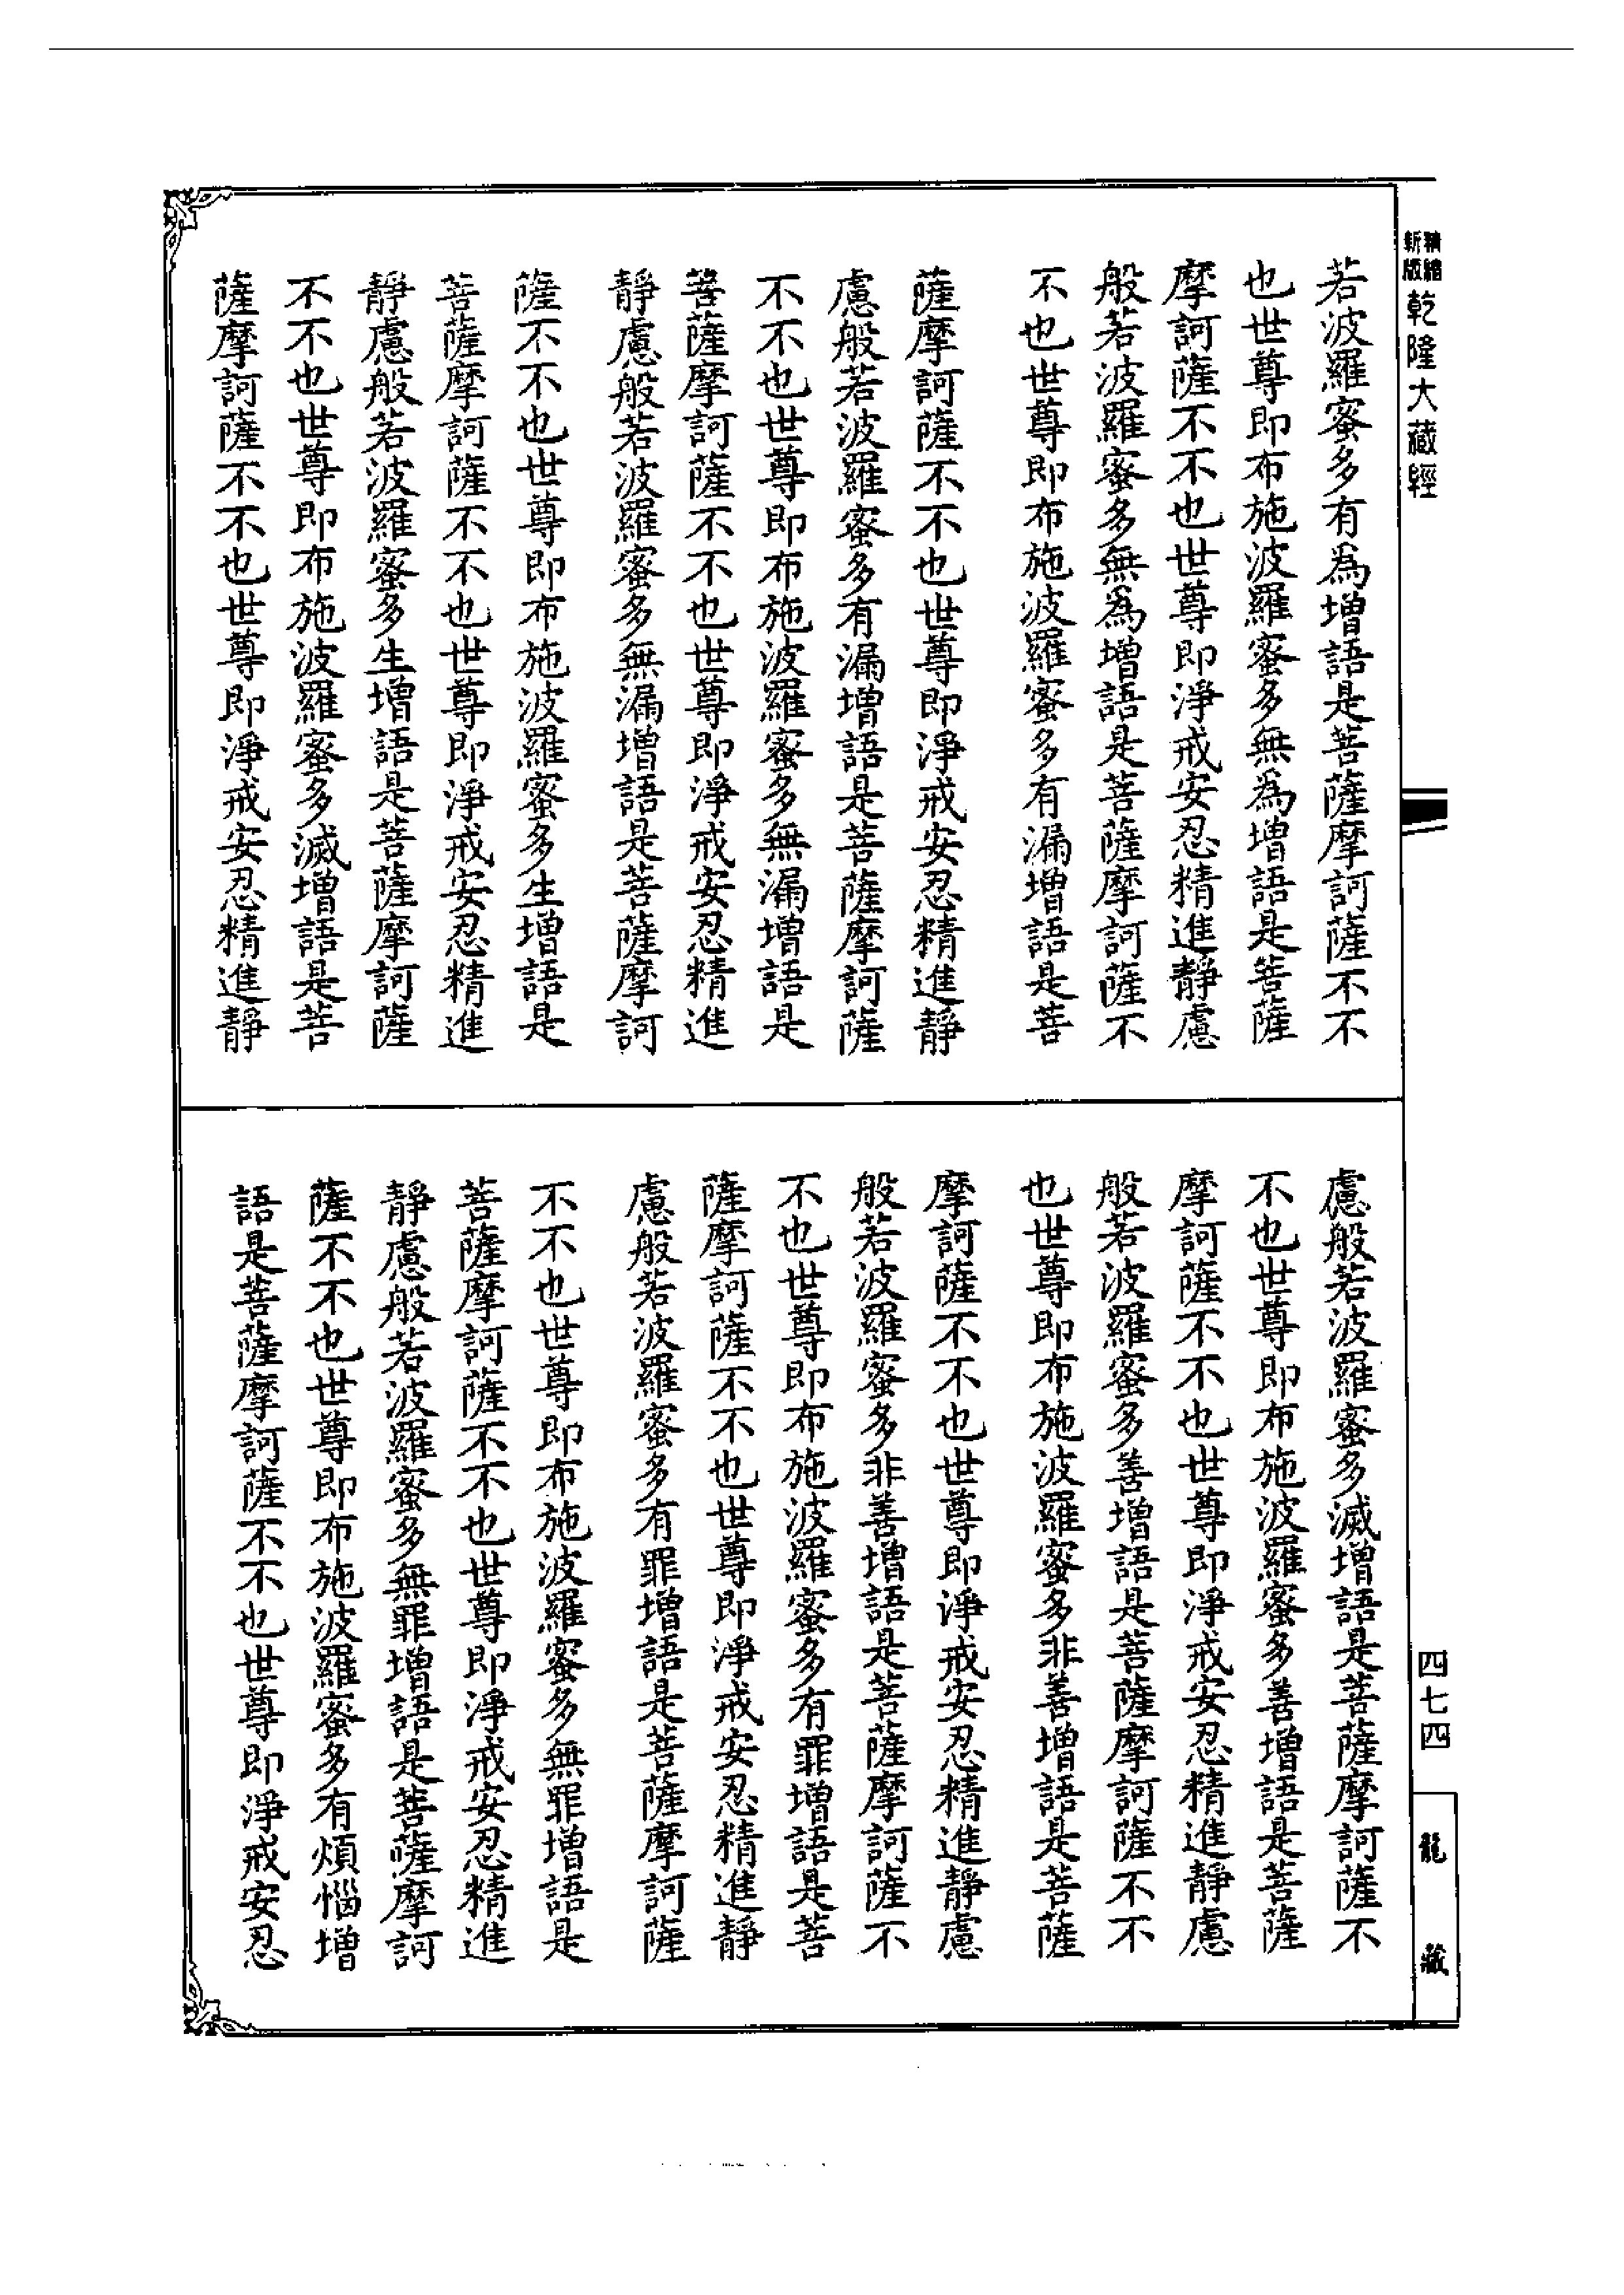 精繕新版乾隆大藏經
若波羅蜜多有為增語是菩薩摩訶薩不不
也世尊即布施波羅蜜多無為增語是菩薩
摩訶薩不不也世尊即淨戒安忍精進靜慮
般若波羅蜜多無為增語是菩薩摩訶薩不
不也世尊即布施波羅蜜多有漏增語是菩
薩摩訶薩不不也世尊即淨戒安忍精進靜
慮般若波羅蜜多有漏增語是菩薩摩訶薩
不不也世尊即布施波羅蜜多無漏增語是
菩薩摩訶薩不不也世尊即淨戒安忍精進
靜慮般若波羅蜜多無漏增語是菩薩摩訶
薩不不也世尊即布施波羅蜜多生增語是
菩薩摩訶薩不不也世尊即淨戒安忍精進
靜慮般若波羅蜜多生增語是菩薩摩訶薩
不不也世尊即布施波羅蜜多滅增語是菩
薩摩訶薩不不也世尊即淨戒安忍精進靜
慮般若波羅蜜多滅增語是菩薩摩訶薩不
不也世尊即布施波羅蜜多善增語是菩薩
摩訶薩不不也世尊即淨戒安忍精進靜慮
般若波羅蜜多善增語是菩薩摩訶薩不不
也世尊即布施波羅蜜多非善增語是菩薩
摩訶薩不不也世尊即淨戒安忍精進靜慮
般若波羅蜜多非善增語是菩薩摩訶薩不
不也世尊即布施波羅蜜多有罪增語是菩
薩摩訶薩不不也世尊即淨戒安忍精進靜
慮般若波羅蜜多有罪增語是菩薩摩訶薩
不不也世尊即布施波羅蜜多無罪增語是
菩薩摩訶薩不不也世尊即淨戒安忍精進
靜慮般若波羅蜜多無罪增語是菩薩摩訶
薩不不也世尊即布施波羅蜜多有煩惱增
語是菩薩摩訶薩不不也世尊即淨戒安忍
四七四
龍藏